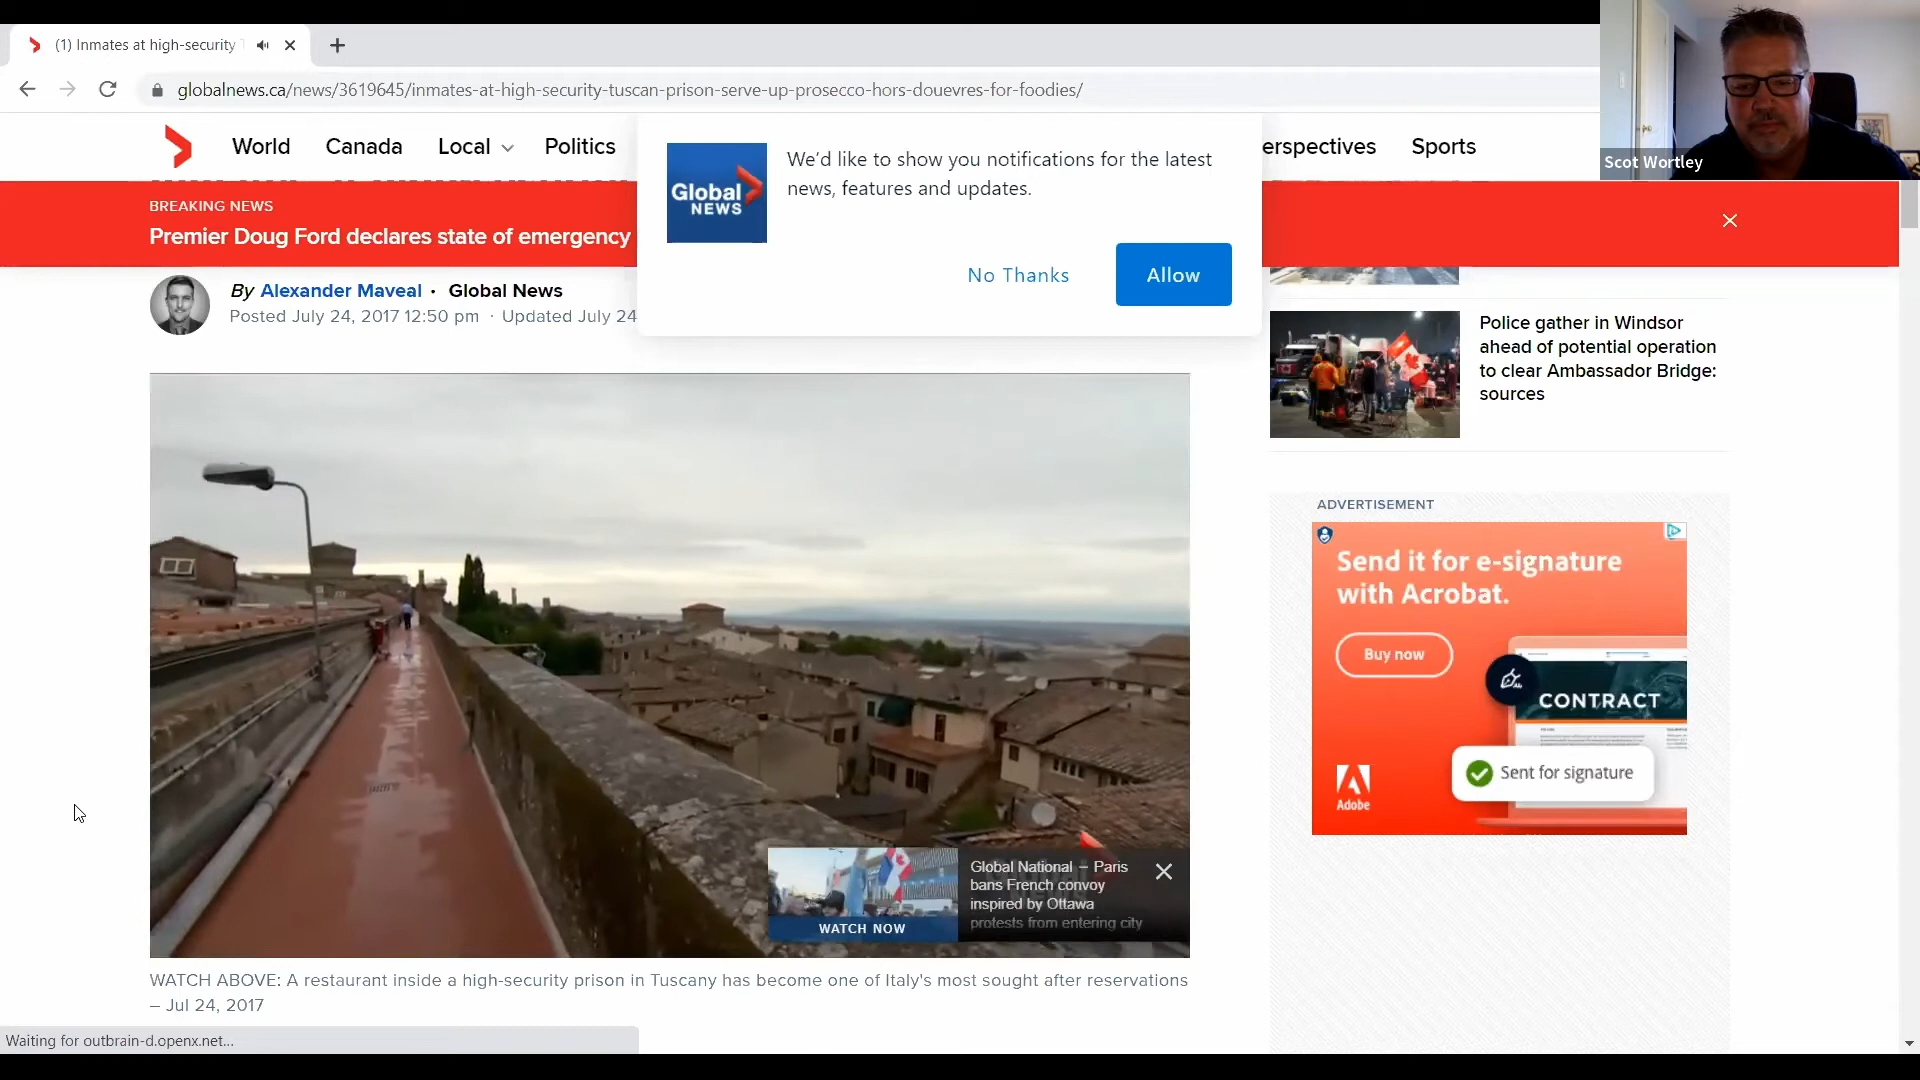 (1) Inmates at high-security
globalnews.ca/news/3619645/inmates-at-high-security-tuscan-prison-serve-up-prosecco-hors-douevres-for-foodies/
World Canada Local Politics
erspectives Sports
Scot Wortley
We'd like to show you notifications for the latest
news, features and updates.
Global
NEWS
No Thanks Allow
BREAKING NEWS
Premier Doug Ford declares state of emergency
By Alexander Maveal • Global News
Posted July 24, 2017 12:50 pm · Updated July 24
Police gather in Windsor
ahead of potential operation
to clear Ambassador Bridge:
sources
ADVERTISEMENT
Send it for e-signature
with Acrobat.
Buy now
CONTRACT
Sent for signature
Adobe
Global National – Paris
bans French convoy
inspired by Ottawa
protests from entering city
WATCH NOW
WATCH ABOVE: A restaurant inside a high-security prison in Tuscany has become one of Italy's most sought after reservations
– Jul 24, 2017
Waiting for outbrain-d.openx.net...